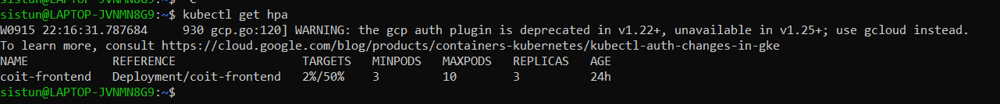 sistun@LAPTOP-JVNMN8G9:~$ kubectl get hpa
W0915 22:16:31.787684     930 gcp.go:120] WARNING: the gcp auth plugin is deprecated in v1.22+, unavailable in v1.25+; use gcloud instead.
To learn more, consult https://cloud.google.com/blog/products/containers-kubernetes/kubectl-auth-changes-in-gke
NAME            REFERENCE                  TARGETS   MINPODS   MAXPODS   REPLICAS   AGE
coit-frontend   Deployment/coit-frontend   2%/50%    3         10        3          24h
sistun@LAPTOP-JVNMN8G9:~$